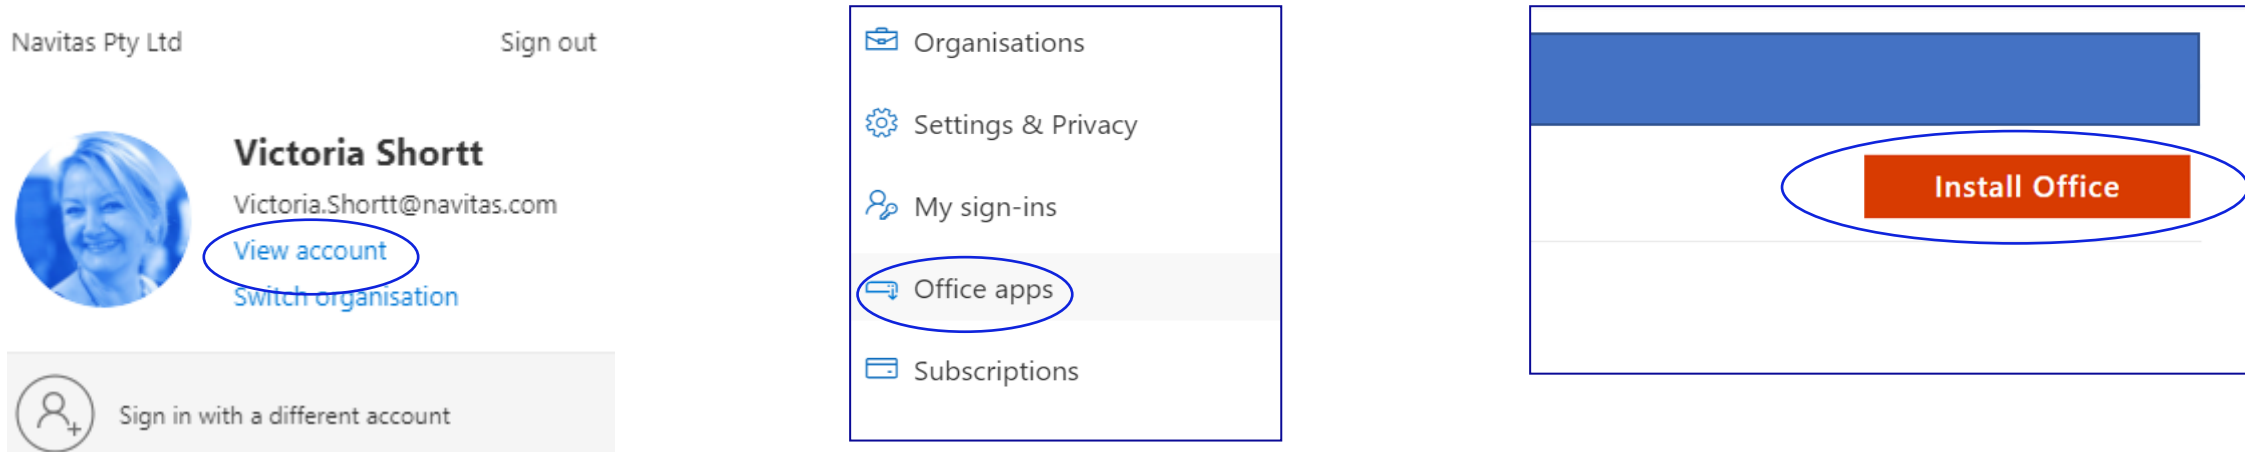 Navitas Pty Ltd
Sign out
Victoria Shortt
Victoria.Shortt@navitas.com
View account
Switch organisation
Sign in with a different account
Organisations
Settings & Privacy
My sign-ins
Office apps
Subscriptions
Install Office